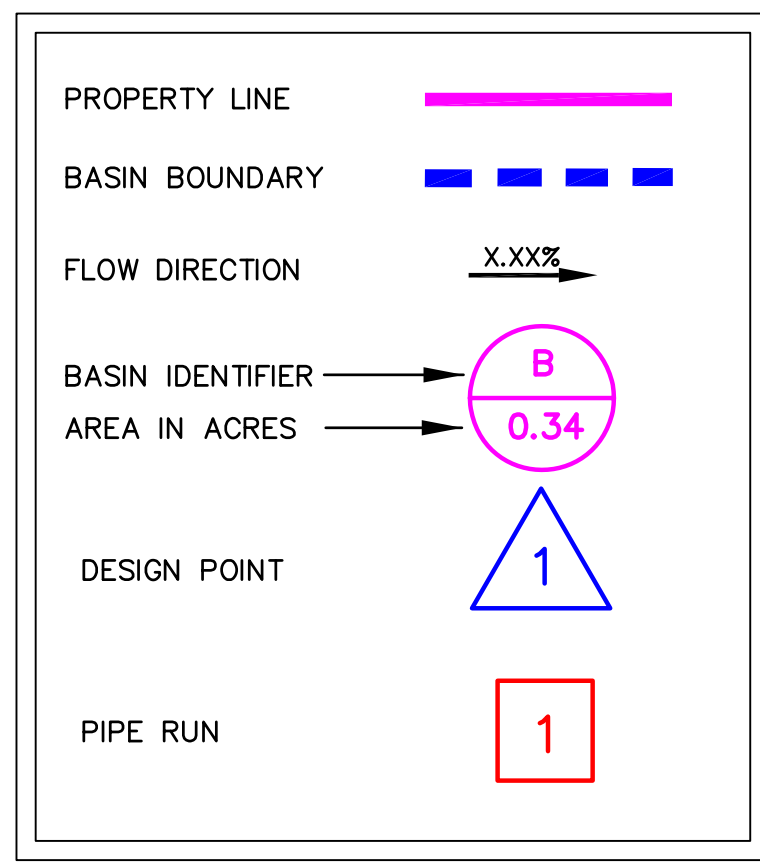 PROPERTY LINE
BASIN BOUNDARY
FLOW DIRECTION X.XX%
BASIN IDENTIFIER B
AREA IN ACRES 0.34
DESIGN POINT 1
PIPE RUN 1